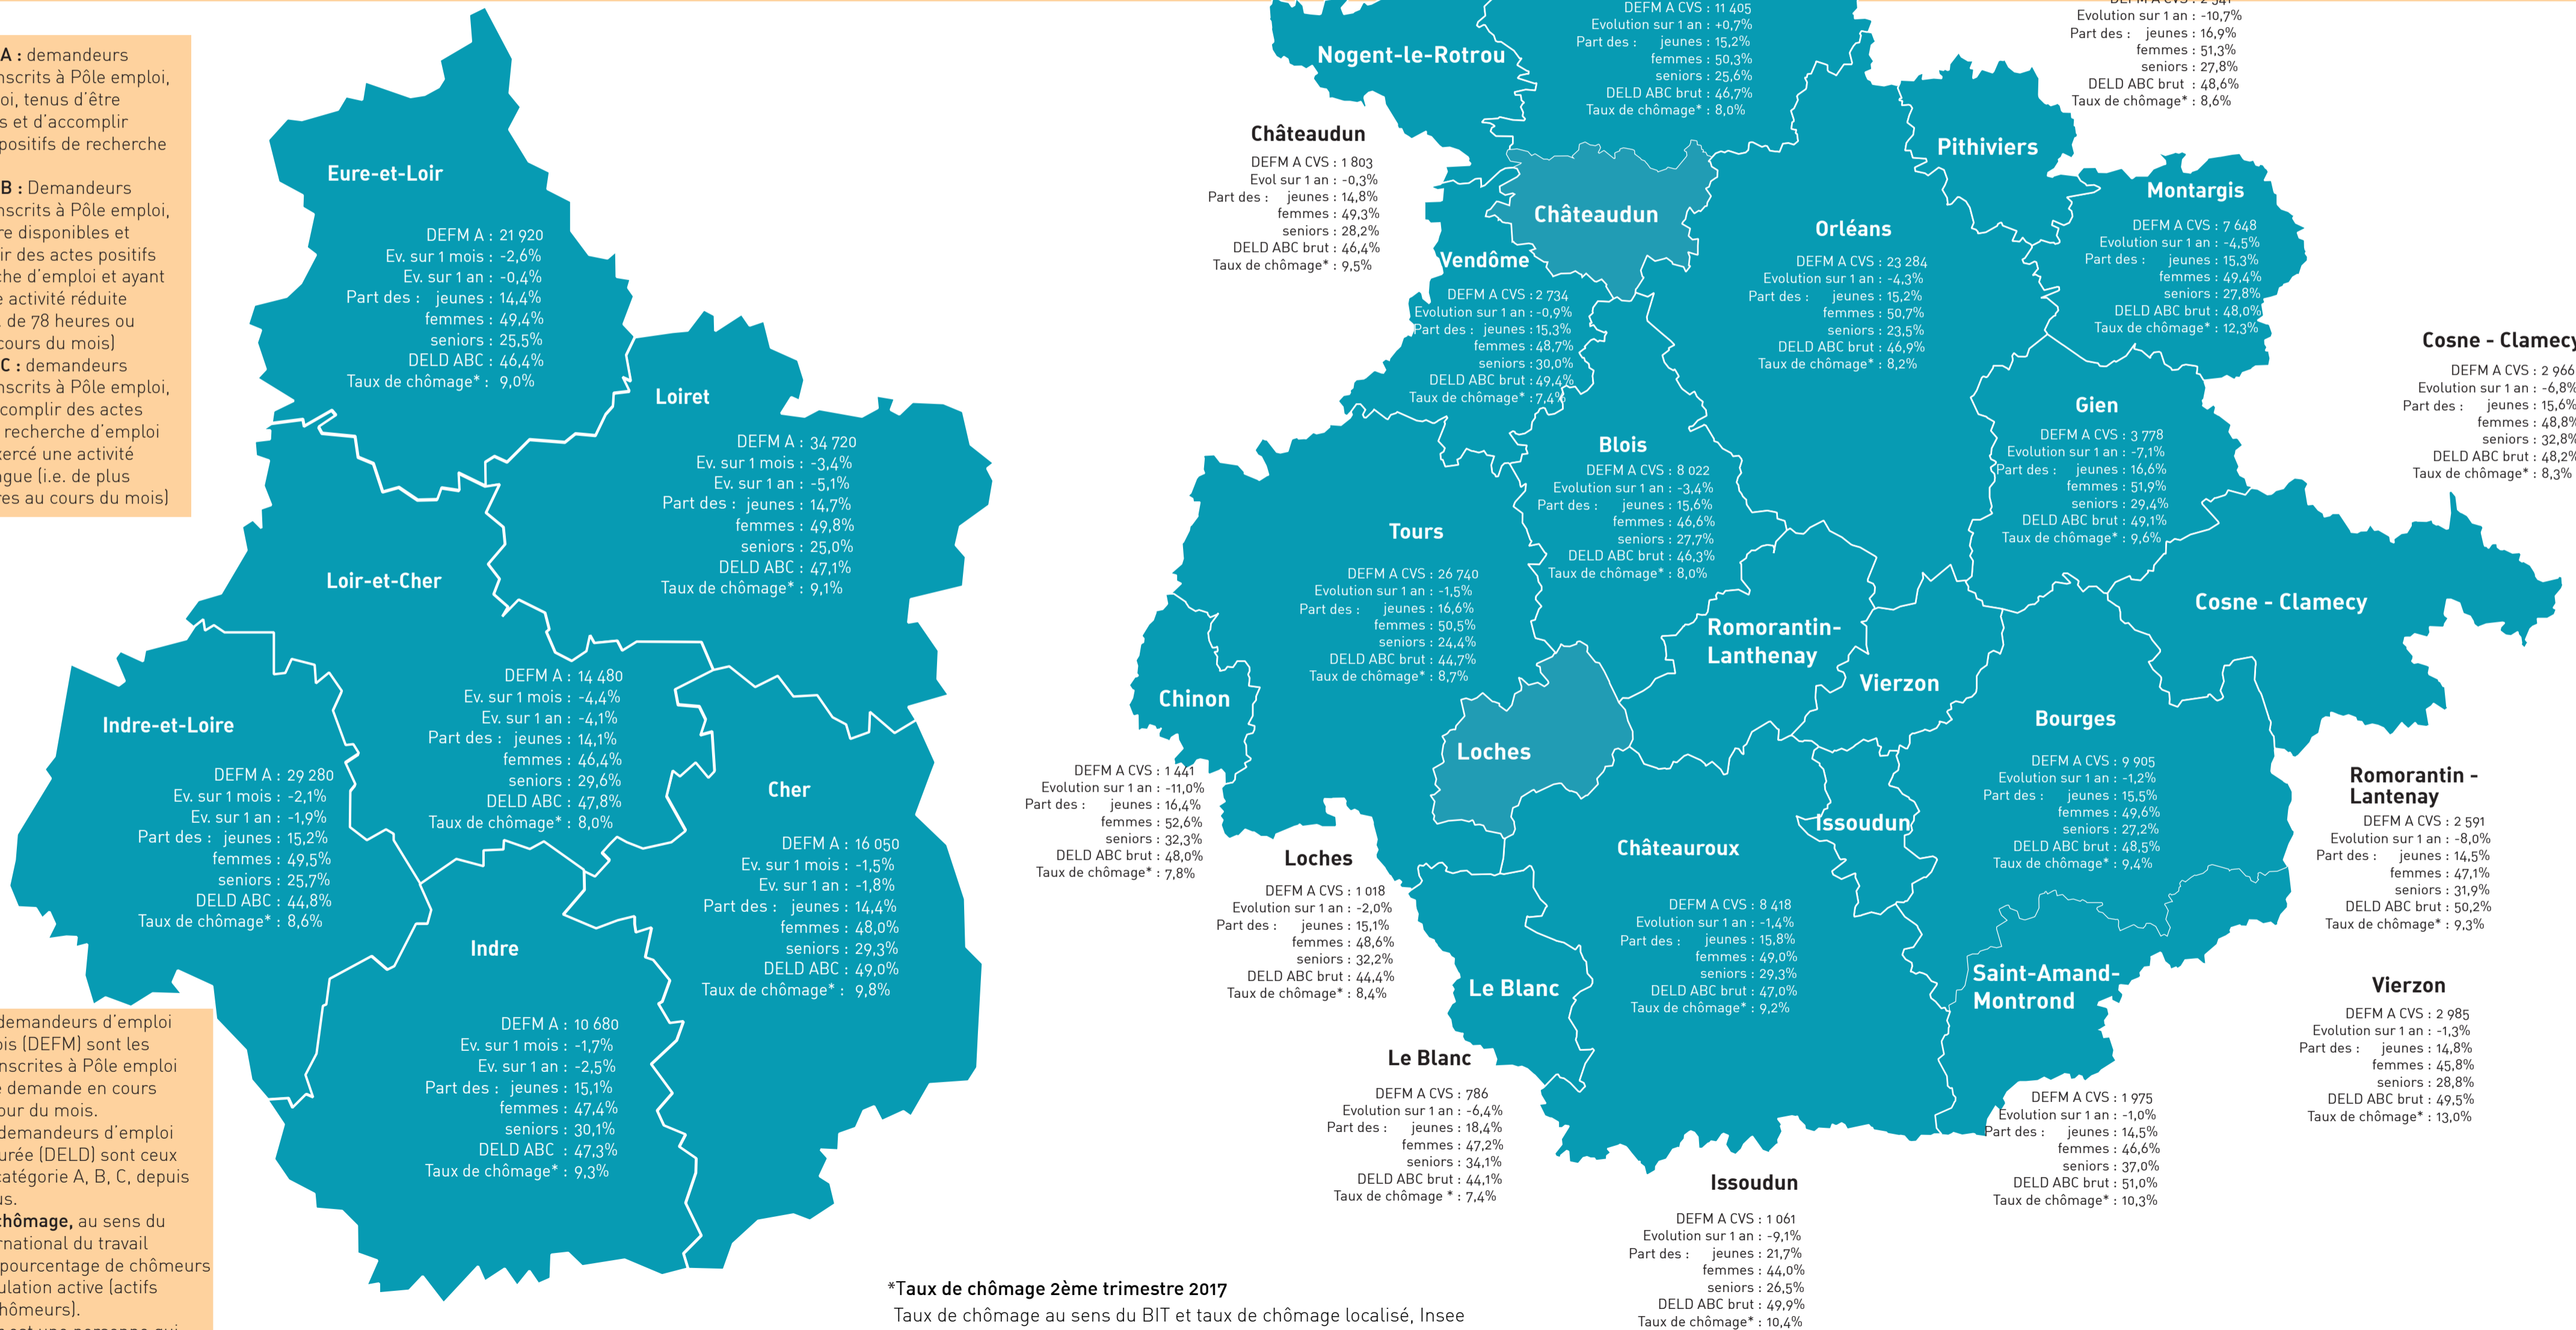 A : demandeurs
nscrits à Pôle emploi,
oi, tenus d'être
s et d'accomplir
positifs de recherche
B : Demandeurs
nscrits à Pôle emploi,
re disponibles et
ir des actes positifs
che d'emploi et ayant
e activité réduite
, de 78 heures ou
cours du mois)
C : demandeurs
nscrits à Pôle emploi,
complir des actes
recherche d'emploi
xercé une activité
ngue (i.e. de plus
res au cours du mois)
demandeurs d'emploi
ois (DEFM) sont les
nscrites à Pôle emploi
e demande en cours
our du mois.
demandeurs d'emploi
urée (DELD) sont ceux
catégorie A, B, C, depuis
us.
chômage, au sens du
rnational du travail
pourcentage de chômeurs
ulation active (actifs
hômeurs).
est une personne qui
Eure-et-Loir
DEFM A : 21 920
Ev. sur 1 mois : -2,6%
Ev. sur 1 an : -0,4%
Part des : jeunes : 14,4%
femmes : 49,4%
seniors : 25,5%
DELD ABC : 46,4%
Taux de chômage* : 9,0%
Loiret
DEFM A : 34 720
Ev. sur 1 mois : -3,4%
Ev. sur 1 an : -5,1%
Part des : jeunes : 14,7%
femmes : 49,8%
seniors : 25,0%
DELD ABC : 47,1%
Taux de chômage* : 9,1%
Loir-et-Cher
DEFM A : 14 480
Ev. sur 1 mois : -4,4%
Ev. sur 1 an : -4,1%
Part des : jeunes : 14,1%
femmes : 46,4%
seniors : 29,6%
DELD ABC : 47,8%
Taux de chômage* : 8,0%
Indre-et-Loire
DEFM A : 29 280
Ev. sur 1 mois : -2,1%
Ev. sur 1 an : -1,9%
Part des : jeunes : 15,2%
femmes : 49,5%
seniors : 25,7%
DELD ABC : 44,8%
Taux de chômage* : 8,6%
Cher
DEFM A : 16 050
Ev. sur 1 mois : -1,5%
Ev. sur 1 an : -1,8%
Part des : jeunes : 14,4%
femmes : 48,0%
seniors : 29,3%
DELD ABC : 49,0%
Taux de chômage* : 9,8%
Indre
DEFM A : 10 680
Ev. sur 1 mois : -1,7%
Ev. sur 1 an : -2,5%
Part des : jeunes : 15,1%
femmes : 47,4%
seniors : 30,1%
DELD ABC : 47,3%
Taux de chômage* : 9,3%
Nogent-le-Rotrou
DEFM A CVS : 11 405
Evolution sur 1 an : +0,7%
Part des : jeunes : 15,2%
femmes : 50,3%
seniors : 25,6%
DELD ABC brut : 46,7%
Taux de chômage* : 8,0%
DEFM A CVS : 2 541
Evolution sur 1 an : -10,7%
Part des : jeunes : 16,9%
femmes : 51,3%
seniors : 27,8%
DELD ABC brut : 48,6%
Taux de chômage* : 8,6%
Châteaudun
DEFM A CVS : 1 803
Evol sur 1 an : -0,3%
Part des : jeunes : 14,8%
femmes : 49,3%
seniors : 28,2%
DELD ABC brut : 46,4%
Taux de chômage* : 9,5%
Châteaudun
Pithiviers
Montargis
DEFM A CVS : 7 648
Evolution sur 1 an : -4,5%
Part des : jeunes : 15,3%
femmes : 49,4%
seniors : 27,8%
DELD ABC brut : 48,0%
Taux de chômage* : 12,3%
Orléans
DEFM A CVS : 23 284
Evolution sur 1 an : -4,3%
Part des : jeunes : 15,2%
femmes : 50,7%
seniors : 23,5%
DELD ABC brut : 46,9%
Taux de chômage* : 8,2%
Vendôme
DEFM A CVS : 2 734
Evolution sur 1 an : -0,9%
Part des : jeunes : 15,3%
femmes : 48,7%
seniors : 30,0%
DELD ABC brut : 49,4%
Taux de chômage* : 7,4%
Cosne - Clamecy
DEFM A CVS : 2 966
Evolution sur 1 an : -6,8%
Part des : jeunes : 15,6%
femmes : 48,8%
seniors : 32,8%
DELD ABC brut : 48,2%
Taux de chômage* : 8,3%
Gien
DEFM A CVS : 3 778
Evolution sur 1 an : -7,1%
Part des : jeunes : 16,6%
femmes : 51,9%
seniors : 29,4%
DELD ABC brut : 49,1%
Taux de chômage* : 9,6%
Blois
DEFM A CVS : 8 022
Evolution sur 1 an : -3,4%
Part des : jeunes : 15,6%
femmes : 46,6%
seniors : 27,7%
DELD ABC brut : 46,3%
Taux de chômage* : 8,0%
Tours
DEFM A CVS : 26 740
Evolution sur 1 an : -1,5%
Part des : jeunes : 16,6%
femmes : 50,5%
seniors : 24,4%
DELD ABC brut : 44,7%
Taux de chômage* : 8,7%
Cosne - Clamecy
Romorantin-
Lanthenay
Vierzon
Chinon
DEFM A CVS : 1 441
Evolution sur 1 an : -11,0%
Part des : jeunes : 16,4%
femmes : 52,6%
seniors : 32,3%
DELD ABC brut : 48,0%
Taux de chômage* : 7,8%
Loches
Bourges
DEFM A CVS : 9 905
Evolution sur 1 an : -1,2%
Part des : jeunes : 15,5%
femmes : 49,6%
seniors : 27,2%
DELD ABC brut : 48,5%
Taux de chômage* : 9,4%
Romorantin -
Lantenay
DEFM A CVS : 2 591
Evolution sur 1 an : -8,0%
Part des : jeunes : 14,5%
femmes : 47,1%
seniors : 31,9%
DELD ABC brut : 50,2%
Taux de chômage* : 9,3%
Issoudun
Châteauroux
DEFM A CVS : 8 418
Evolution sur 1 an : -1,4%
Part des : jeunes : 15,8%
femmes : 49,0%
seniors : 29,3%
DELD ABC brut : 47,0%
Taux de chômage* : 9,2%
Loches
DEFM A CVS : 1 018
Evolution sur 1 an : -2,0%
Part des : jeunes : 15,1%
femmes : 48,6%
seniors : 32,2%
DELD ABC brut : 44,4%
Taux de chômage* : 8,4%
Le Blanc
Saint-Amand-
Montrond
DEFM A CVS : 1 975
Evolution sur 1 an : -1,0%
Part des : jeunes : 14,5%
femmes : 46,6%
seniors : 37,0%
DELD ABC brut : 51,0%
Taux de chômage* : 10,3%
Vierzon
DEFM A CVS : 2 985
Evolution sur 1 an : -1,3%
Part des : jeunes : 14,8%
femmes : 45,8%
seniors : 28,8%
DELD ABC brut : 49,5%
Taux de chômage* : 13,0%
Le Blanc
DEFM A CVS : 786
Evolution sur 1 an : -6,4%
Part des : jeunes : 18,4%
femmes : 47,2%
seniors : 34,1%
DELD ABC brut : 44,1%
Taux de chômage * : 7,4%
Issoudun
DEFM A CVS : 1 061
Evolution sur 1 an : -9,1%
Part des : jeunes : 21,7%
femmes : 44,0%
seniors : 26,5%
DELD ABC brut : 49,9%
Taux de chômage* : 10,4%
*Taux de chômage 2ème trimestre 2017
Taux de chômage au sens du BIT et taux de chômage localisé, Insee